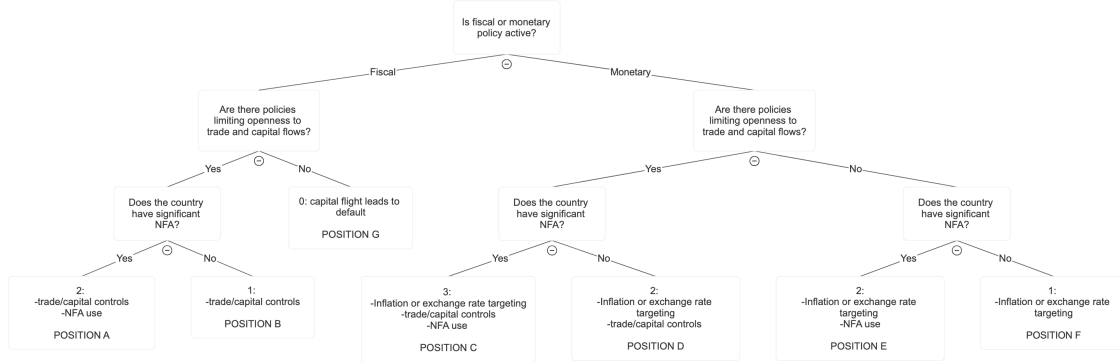 Is fiscal or monetary
policy active?
Fiscal
Monetary
Are there policies
limiting openness to
trade and capital flows?
Are there policies
limiting openness to
trade and capital flows?
Yes
No
Yes
No
Does the country
have significant
NFA?
0: capital flight leads to
default
POSITION G
Does the country
have significant
NFA?
Does the country
have significant
NFA?
Yes
No
Yes
No
Yes
No
2:
-trade/capital controls
-NFA use
POSITION A
1:
-trade/capital controls
POSITION B
3:
-Inflation or exchange rate targeting
-trade/capital controls
-NFA use
POSITION C
2:
-Inflation or exchange rate
targeting
-trade/capital controls
POSITION D
2:
-Inflation or exchange rate
targeting
-NFA use
POSITION E
1:
-Inflation or exchange rate
targeting
POSITION F